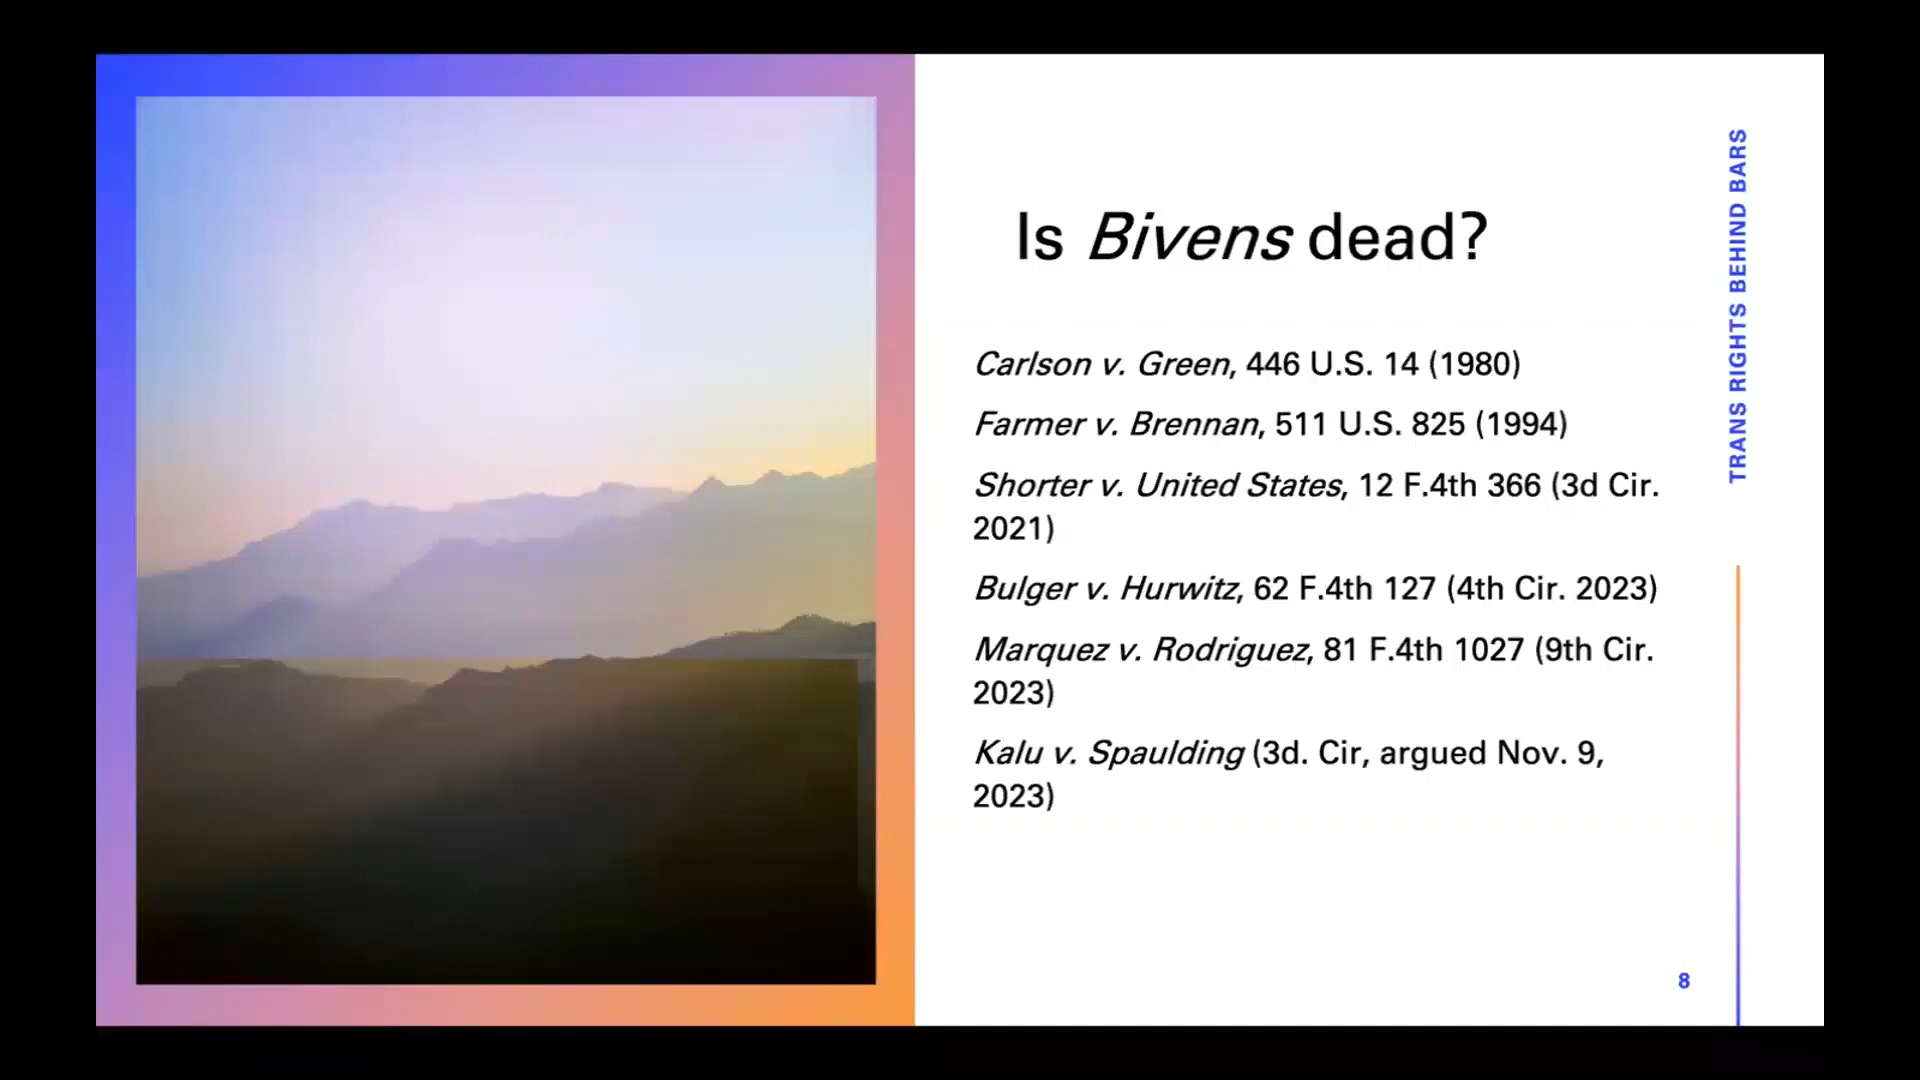 Is Bivens dead?
Carlson v. Green, 446 U.S. 14 (1980)
Farmer v. Brennan, 511 U.S. 825 (1994)
Shorter v. United States, 12 F.4th 366 (3d Cir.
2021)
Bulger v. Hurwitz, 62 F.4th 127 (4th Cir. 2023)
Marquez v. Rodriguez, 81 F.4th 1027 (9th Cir.
2023)
Kalu v. Spaulding (3d. Cir, argued Nov. 9,
2023)
TRANS RIGHTS BEHIND BARS
8